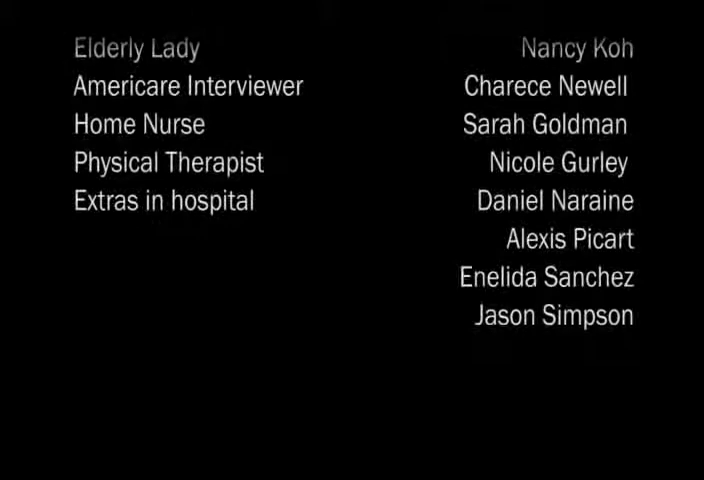 Elderly Lady Nancy Koh
Americare Interviewer Charece Newell
Home Nurse Sarah Goldman
Physical Therapist Nicole Gurley
Extras in hospital Daniel Naraine
Alexis Picart
Enelida Sanchez
Jason Simpson